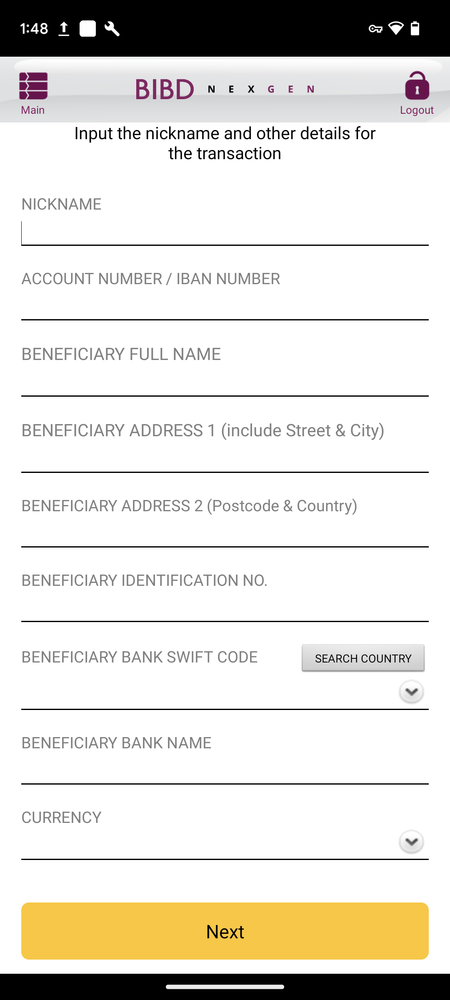 1:48
BIBD NEXGEN
Main
Logout
Input the nickname and other details for
the transaction
NICKNAME
ACCOUNT NUMBER / IBAN NUMBER
BENEFICIARY FULL NAME
BENEFICIARY ADDRESS 1 (include Street & City)
BENEFICIARY ADDRESS 2 (Postcode & Country)
BENEFICIARY IDENTIFICATION NO.
BENEFICIARY BANK SWIFT CODE
SEARCH COUNTRY
BENEFICIARY BANK NAME
CURRENCY
Next